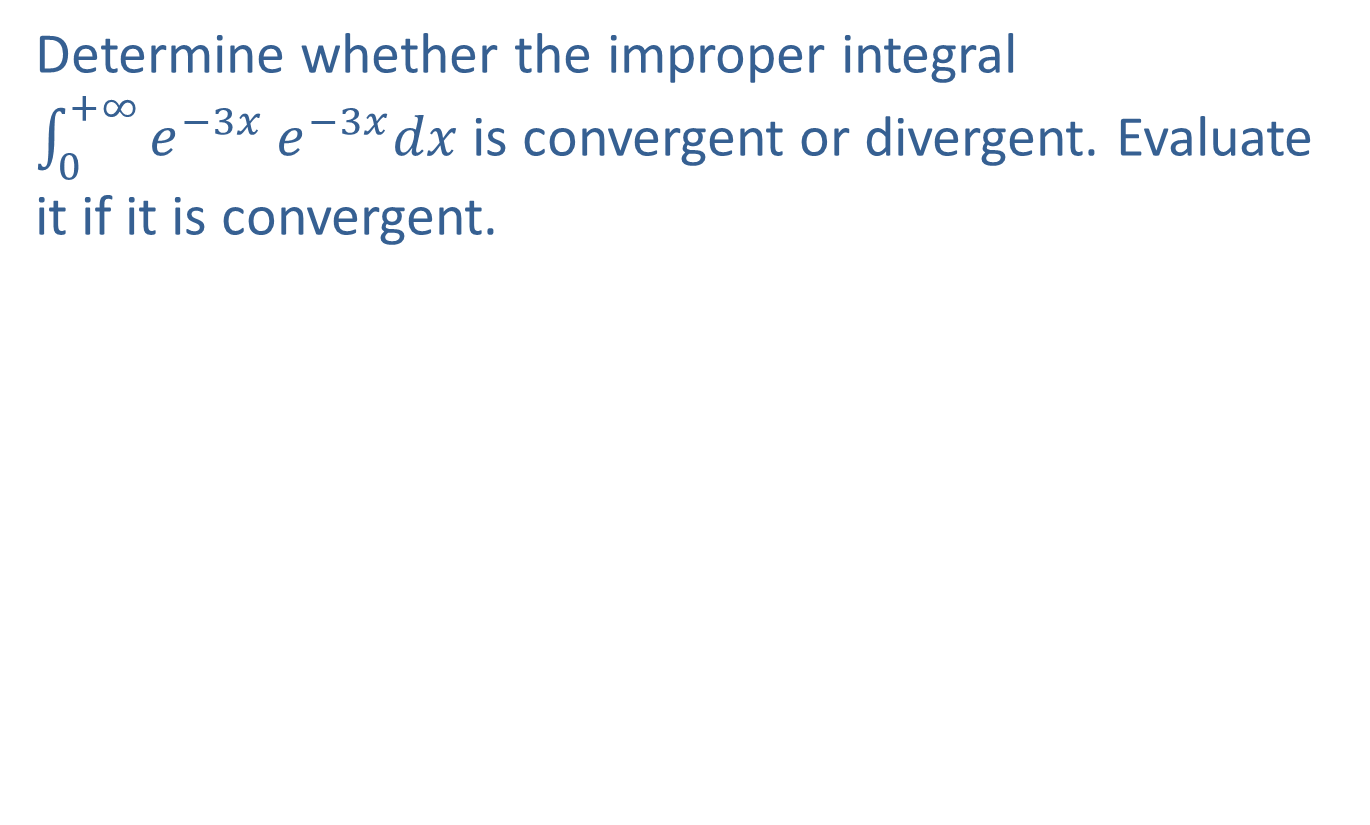 Determine whether the improper integral
∫₀⁺∞ e⁻³ˣ e⁻³ˣ dx is convergent or divergent. Evaluate
it if it is convergent.